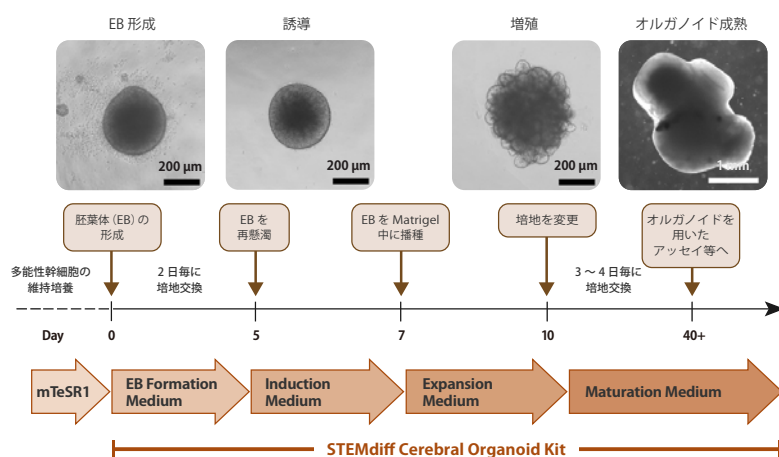 EB 形成
誘導
増殖
オルガノイド成熟
200 μm
200 μm
200 μm
1 mm
胚葉体 (EB) の
形成
EB を
再懸濁
EB を Matrigel
中に播種
培地を変更
オルガノイドを
用いた
アッセイ等へ
多能性幹細胞の
維持培養
2 日毎に
培地交換
3 〜 4 日毎に
培地交換
Day
0
5
7
10
40+
mTeSR1
EB Formation
Medium
Induction
Medium
Expansion
Medium
Maturation Medium
STEMdiff Cerebral Organoid Kit